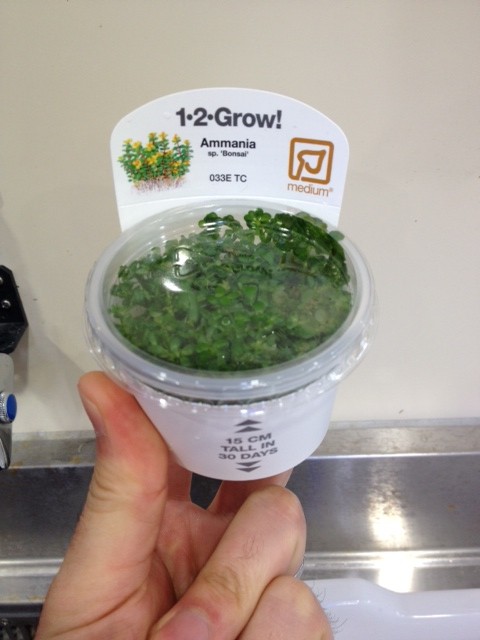 1·2·Grow!
Ammania
sp. 'Bonsai'
033E TC
medium®
15 CM
TALL IN
30 DAYS